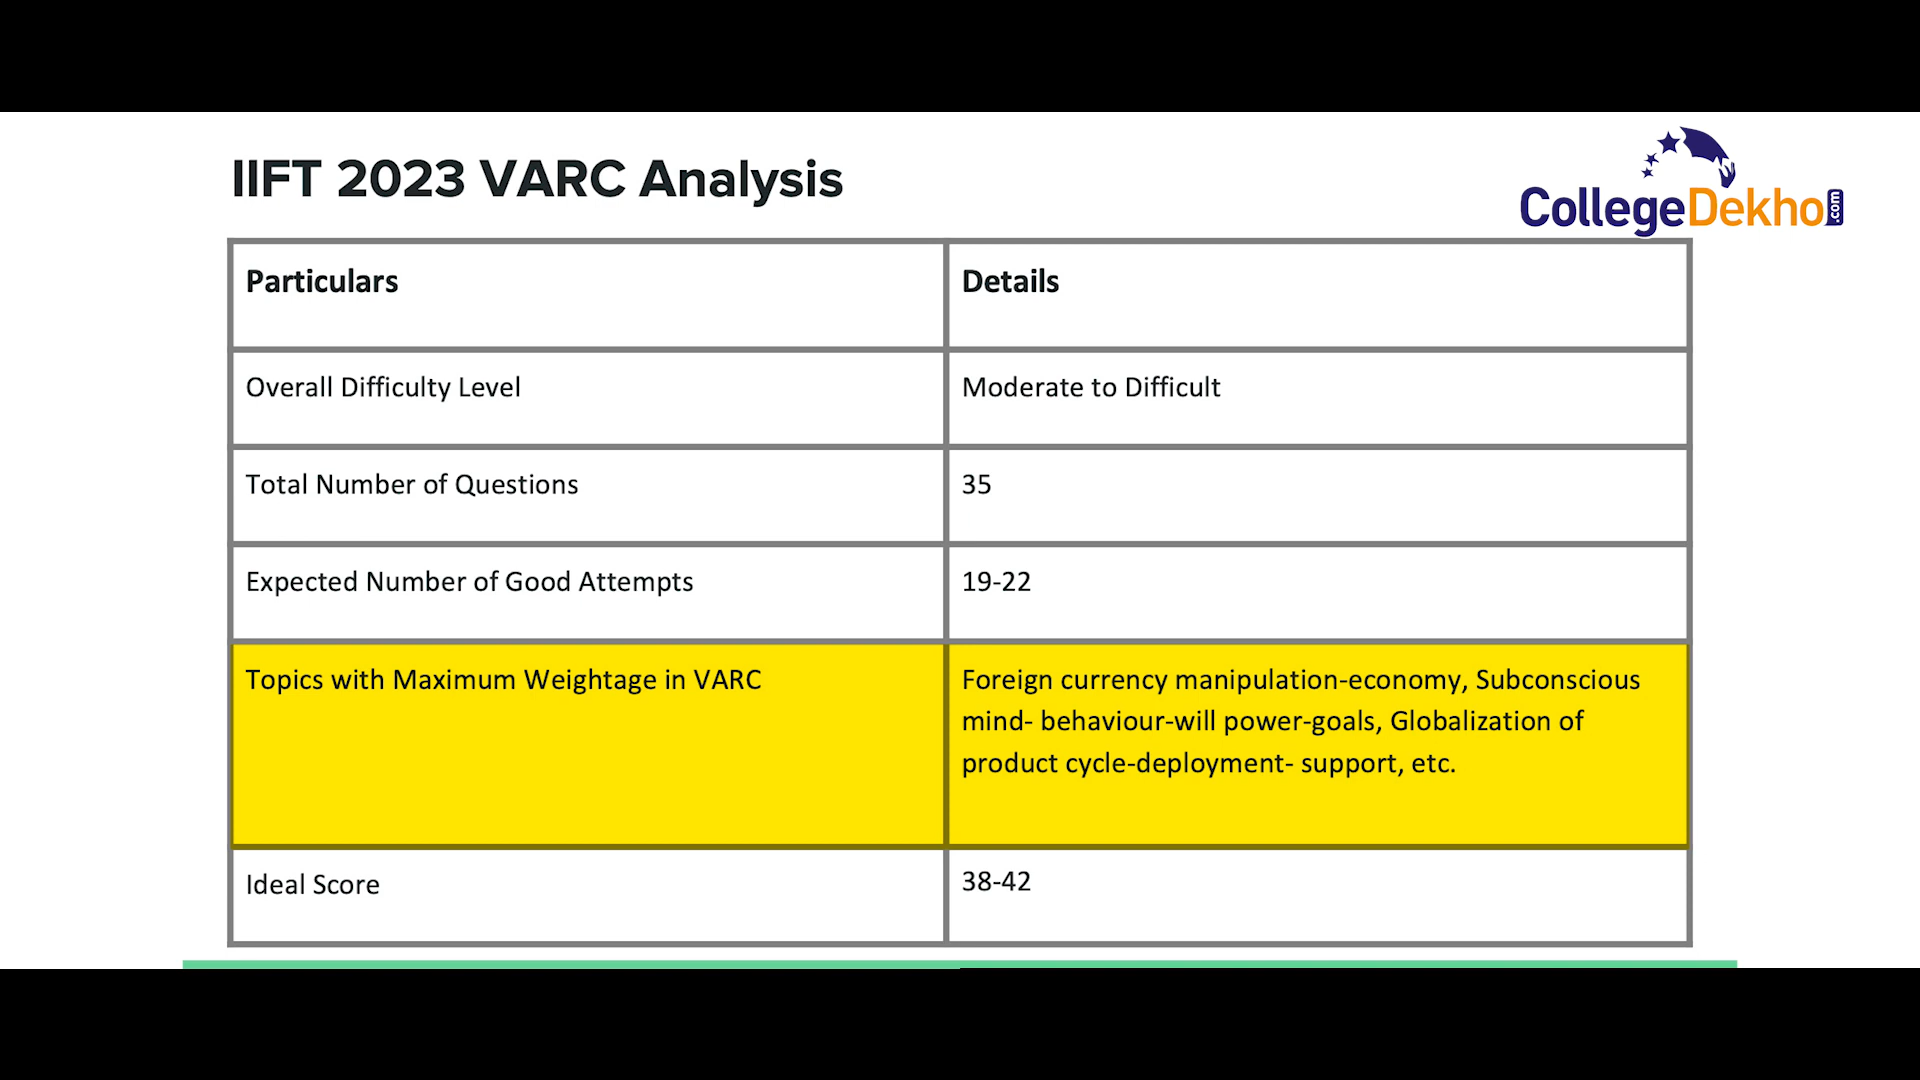 IIFT 2023 VARC Analysis
CollegeDekho.com
Particulars
Details
Overall Difficulty Level
Moderate to Difficult
Total Number of Questions
35
Expected Number of Good Attempts
19-22
Topics with Maximum Weightage in VARC
Foreign currency manipulation-economy, Subconscious
mind- behaviour-will power-goals, Globalization of
product cycle-deployment- support, etc.
Ideal Score
38-42